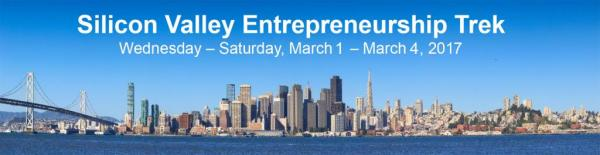 Silicon Valley Entrepreneurship Trek
Wednesday – Saturday, March 1 – March 4, 2017